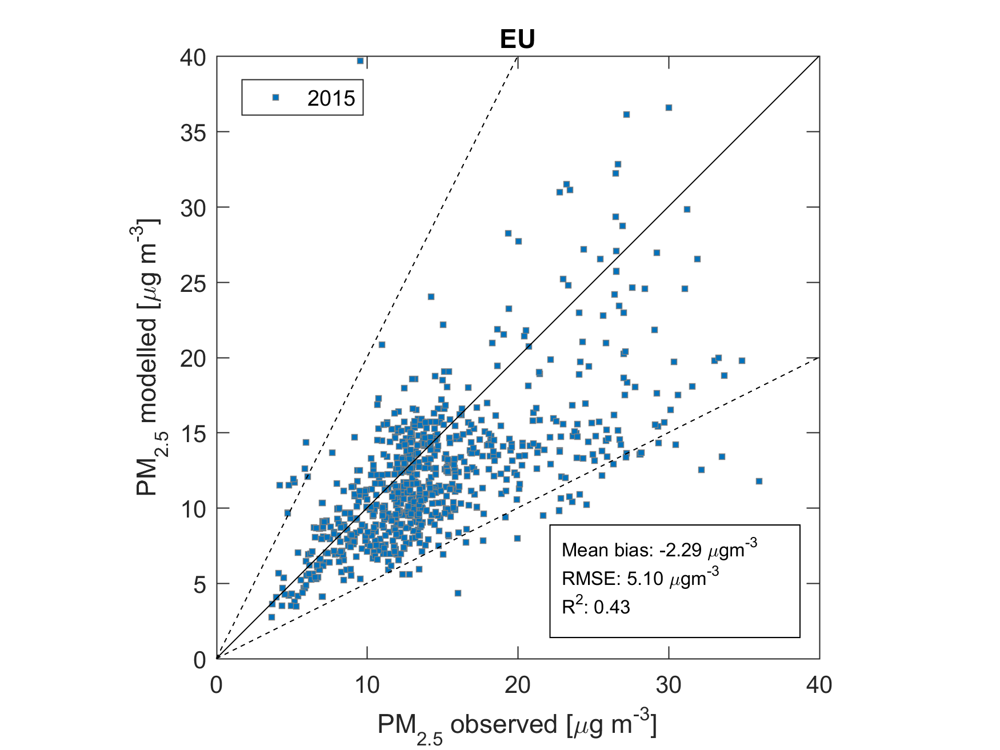 EU
40
35
30
25
20
15
10
5
0
2015
PM2.5 modelled [μg m-3]
Mean bias: -2.29 μgm-3
RMSE: 5.10 μgm-3
R2: 0.43
0 10 20 30 40
PM2.5 observed [μg m-3]